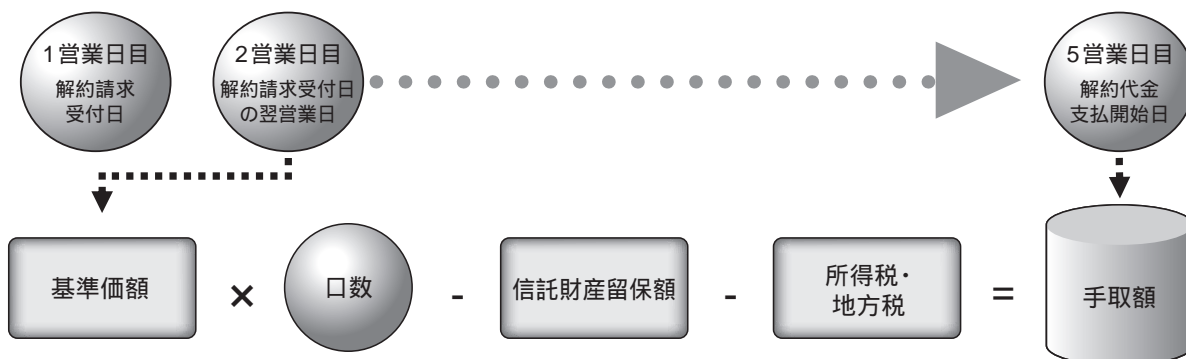 1営業日目
解約請求
受付日
2営業日目
解約請求受付日
の翌営業日
5営業日目
解約代金
支払開始日
基準価額
×
口数
-
信託財産留保額
-
所得税・
地方税
=
手取額